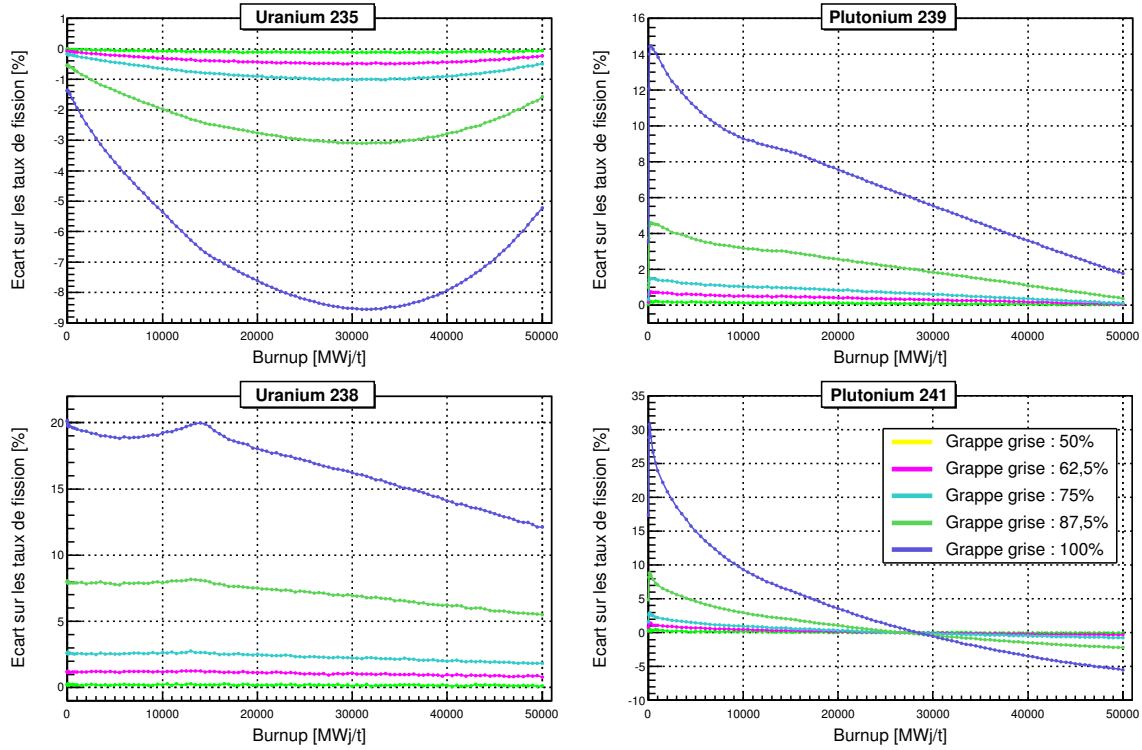 Uranium 235
Ecart sur les taux de fission [%]
1
0
-1
-2
-3
-4
-5
-6
-7
-8
-9
0 10000 20000 30000 40000 50000
Burnup [MWj/t]
Plutonium 239
Ecart sur les taux de fission [%]
16
14
12
10
8
6
4
2
0
0 10000 20000 30000 40000 50000
Burnup [MWj/t]
Uranium 238
Ecart sur les taux de fission [%]
20
15
10
5
0
0 10000 20000 30000 40000 50000
Burnup [MWj/t]
Plutonium 241
Ecart sur les taux de fission [%]
35
30
25
20
15
10
5
0
-5
-10
0 10000 20000 30000 40000 50000
Burnup [MWj/t]
Grappe grise : 50%
Grappe grise : 62,5%
Grappe grise : 75%
Grappe grise : 87,5%
Grappe grise : 100%